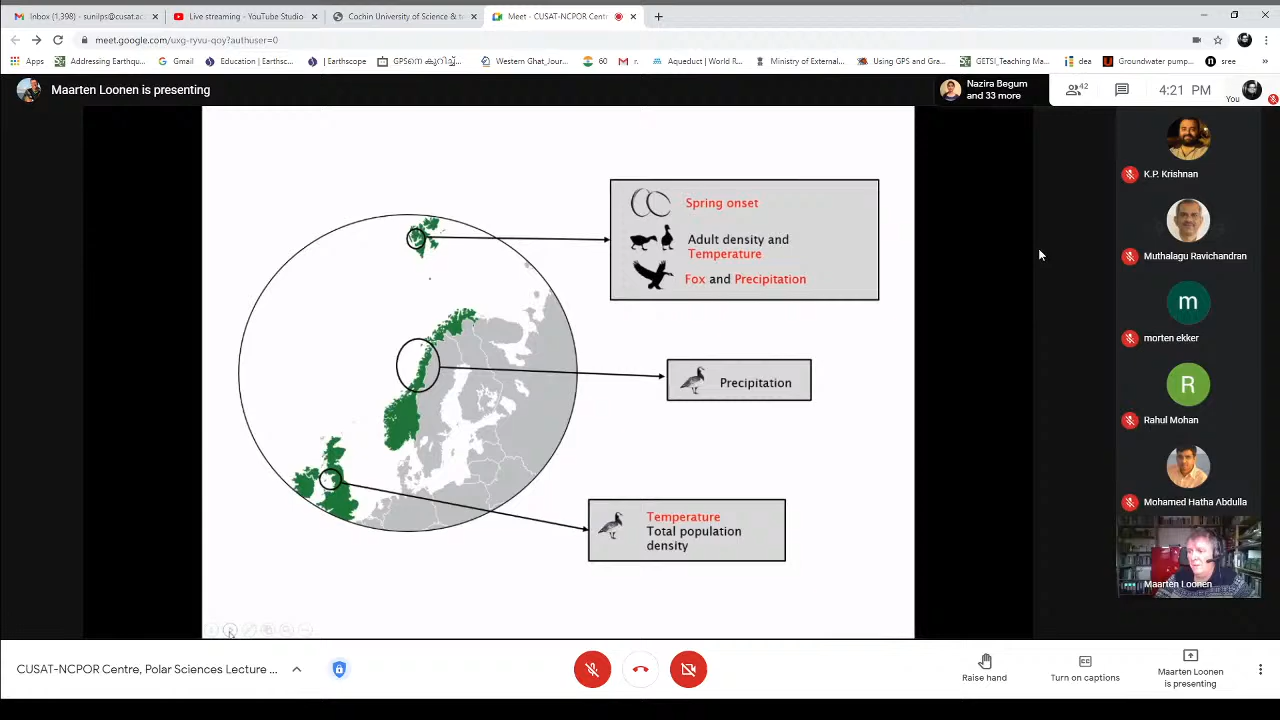 Inbox (1,398) - sunilps@cusat.ac
Live streaming - YouTube Studio
Cochin University of Science & t
Meet - CUSAT-NCPOR Cent
meet.google.com/uxg-ryvu-qoy?authuser=0
Apps
Addressing Earthqu...
Gmail
Education | Earthsc...
Earthscope
Western Ghat_Jour...
60
r.
Aqueduct | World R...
Ministry of External...
Using GPS and Gra...
GETSI_Teaching Ma...
idea
Groundwater pump...
sree
»
Maarten Loonen is presenting
Nazira Begum
and 33 more
42
4:21 PM
You
K.P. Krishnan
Muthalagu Ravichandran
m
morten ekker
R
Rahul Mohan
Mohamed Hatha Abdulla
Maarten Loonen
Spring onset
Adult density and
Temperature
Fox and Precipitation
Precipitation
Temperature
Total population
density
CUSAT-NCPOR Centre, Polar Sciences Lecture ...
Raise hand
Turn on captions
Maarten Loonen
is presenting